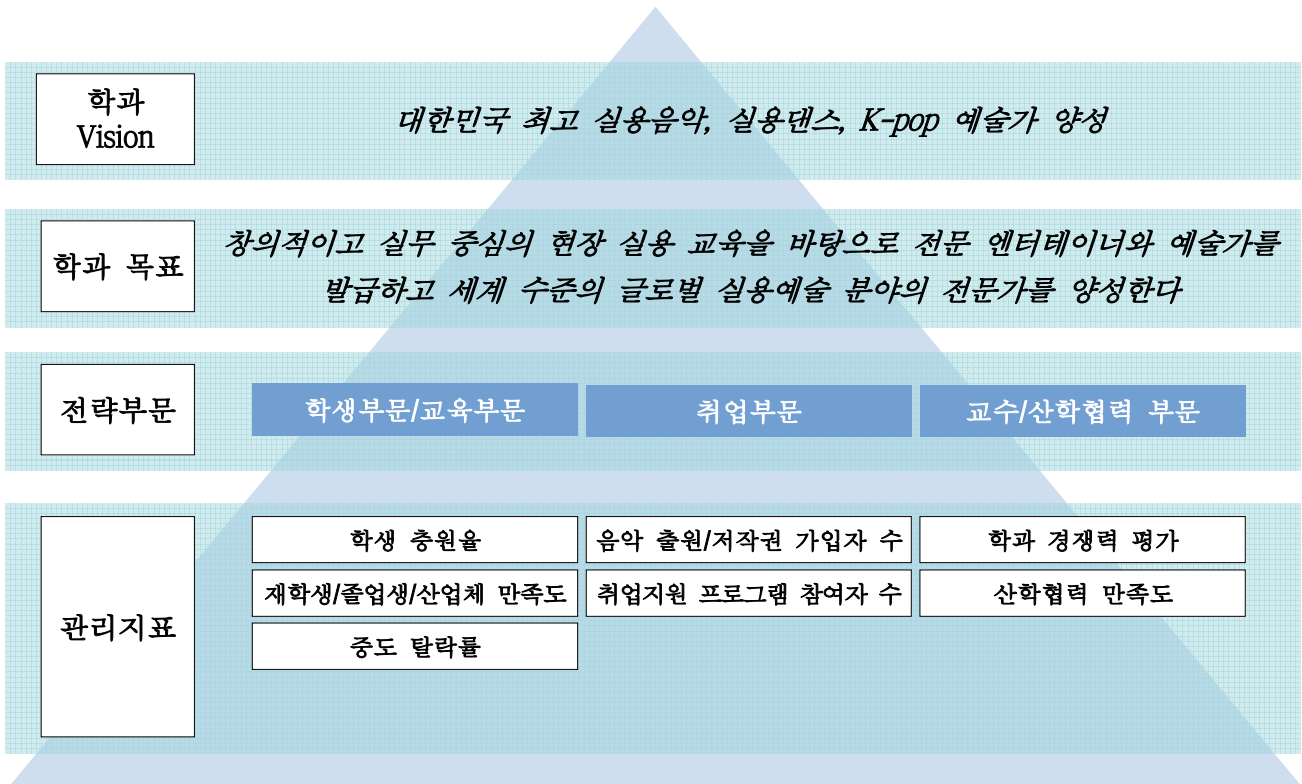 학과
Vision
대한민국 최고 실용음악, 실용댄스, K-pop 예술가 양성
학과 목표
창의적이고 실무 중심의 현장 실용 교육을 바탕으로 전문 엔터테이너와 예술가를
발급하고 세계 수준의 글로벌 실용예술 분야의 전문가를 양성한다
전략부문
학생부문/교육부문
취업부문
교수/산학협력 부문
관리지표
학생 충원율
음악 출원/저작권 가입자 수
학과 경쟁력 평가
재학생/졸업생/산업체 만족도
취업지원 프로그램 참여자 수
산학협력 만족도
중도 탈락률